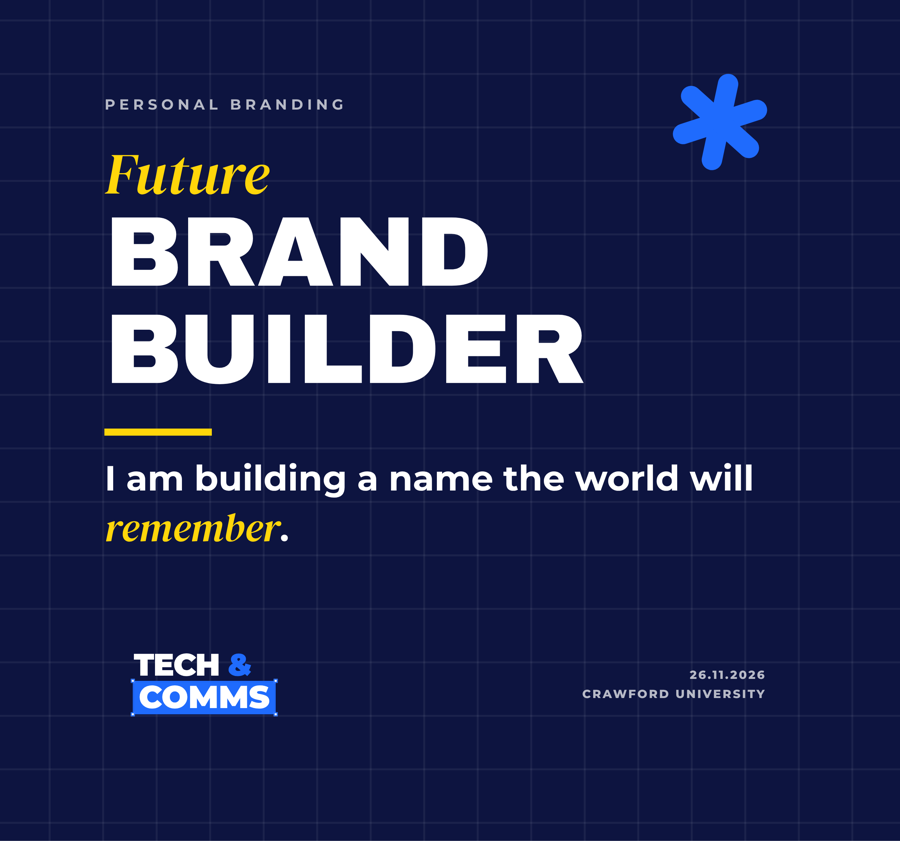 PERSONAL BRANDING
Future
BRAND
BUILDER
I am building a name the world will
remember.
TECH &
COMMS
26.11.2026
CRAWFORD UNIVERSITY